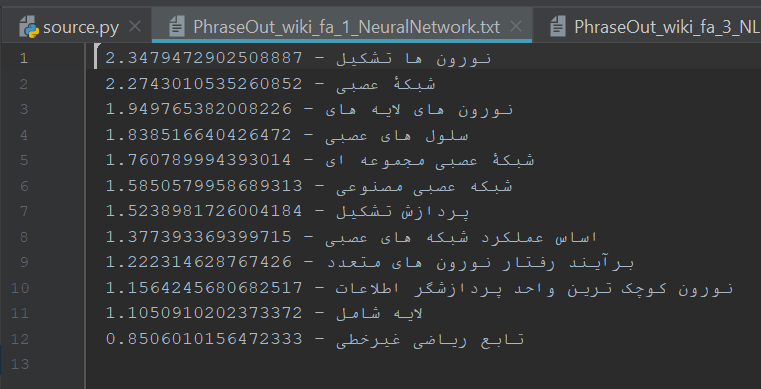 source.py PhraseOut_wiki_fa_1_NeuralNetwork.txt PhraseOut_wiki_fa_3_NL
1 2.3479472902508887 - نورون ها تشکیل
2 2.2743010535260852 - شبکهٔ عصبی
3 1.949765382008226 - نورون های لایه های
4 1.838516640426472 - سلول های عصبی
5 1.760789994393014 - شبکهٔ عصبی مجموعه ای
6 1.5850579958689313 - شبکه عصبی مصنوعی
7 1.5238981726004184 - پردازش تشکیل
8 1.377393369399715 - اساس عملکرد شبکه های عصبی
9 1.222314628767426 - برآیند رفتار نورون های متعدد
10 1.1564245680682517 - نورون کوچک ترین واحد پردازشگر اطلاعات
11 1.1050910202373372 - لایه شامل
12 0.8506010156472333 - تابع ریاضی غیرخطی
13